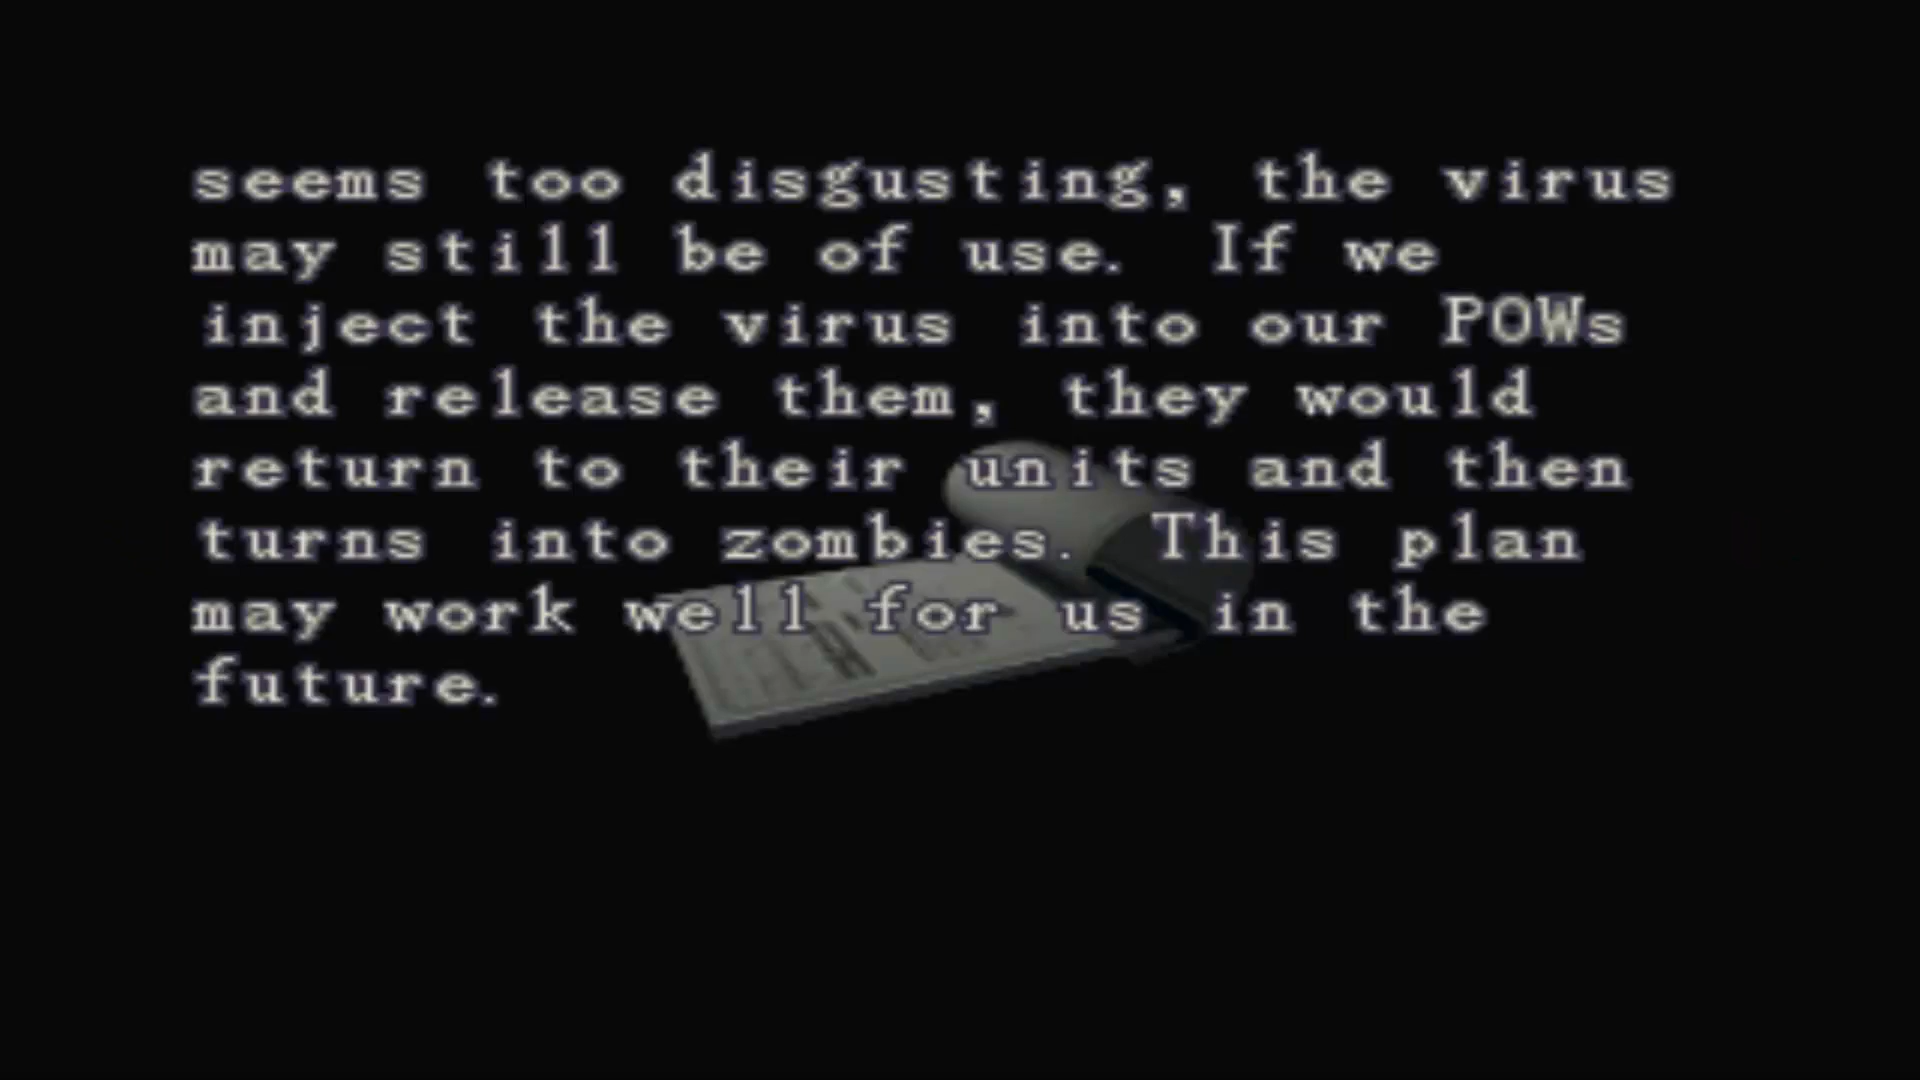 seems too disgusting, the virus
may still be of use. If we
inject the virus into our POWs
and release them, they would
return to their units and then
turns into zombies. This plan
may work well for us in the
future.